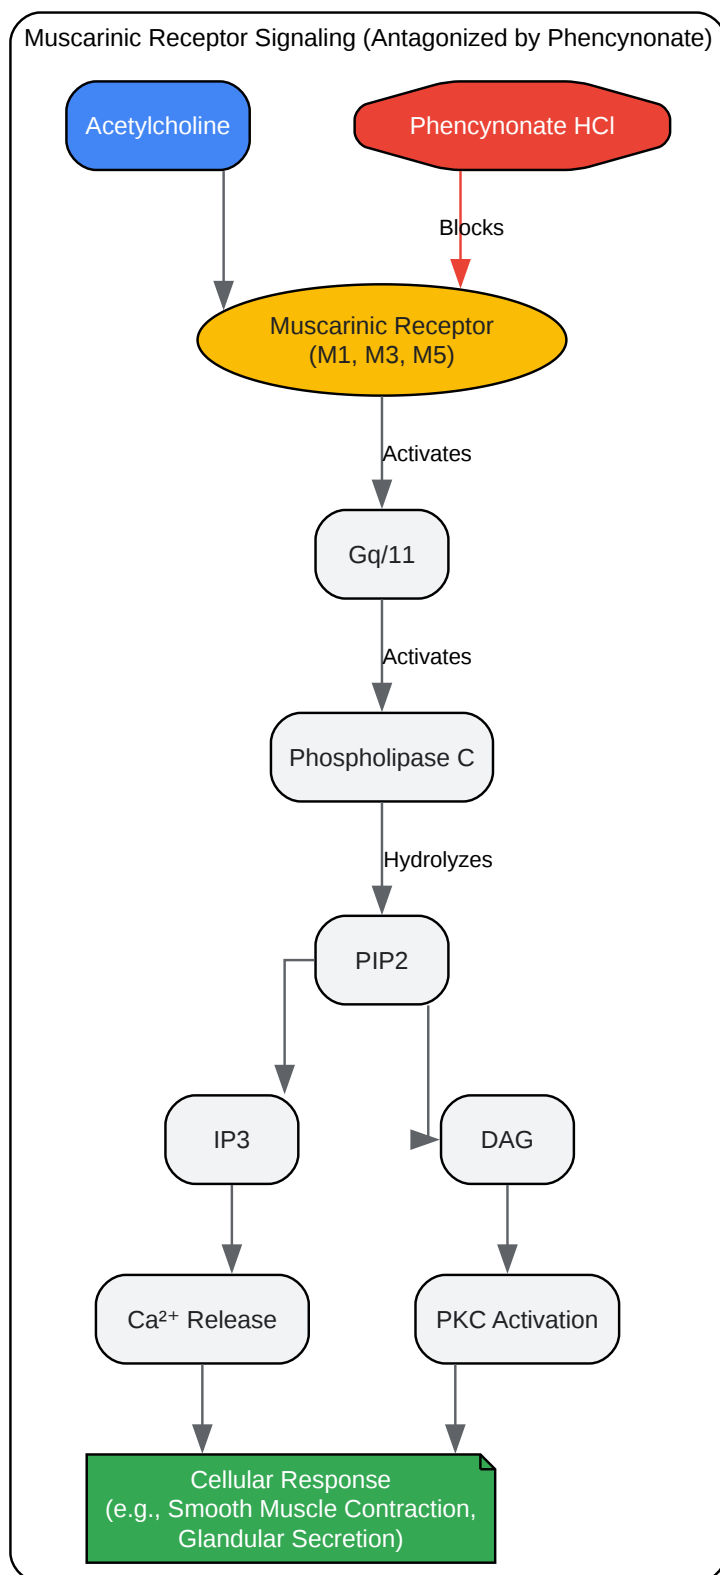 Muscarinic Receptor Signaling (Antagonized by Phencynonate)
Acetylcholine
Phencynonate HCl
Blocks
Muscarinic Receptor
(M1, M3, M5)
Activates
Gq/11
Activates
Phospholipase C
Hydrolyzes
PIP2
IP3
DAG
Ca²⁺ Release
PKC Activation
Cellular Response
(e.g., Smooth Muscle Contraction,
Glandular Secretion)